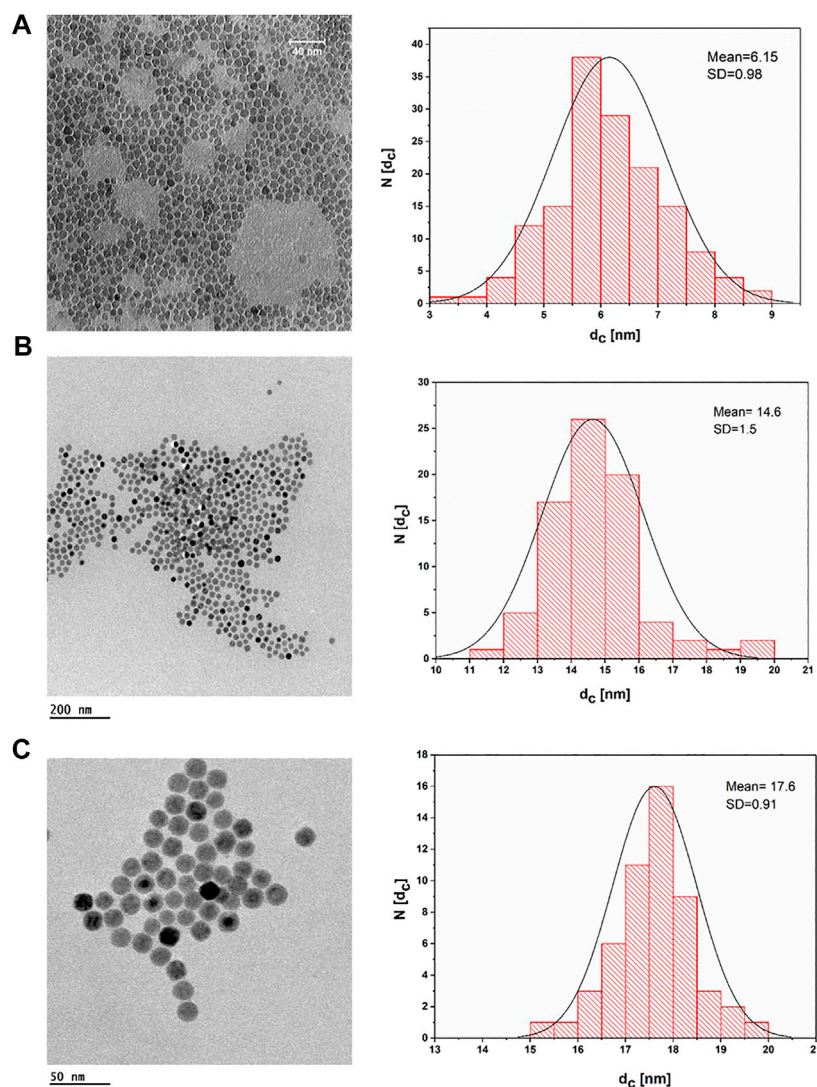 A
40 nm
Mean=6.15
SD=0.98
N [dC]
40
35
30
25
20
15
10
5
0
3 4 5 6 7 8 9
dC [nm]
B
200 nm
Mean= 14.6
SD=1.5
N [dC]
30
25
20
15
10
5
0
10 11 12 13 14 15 16 17 18 19 20 21
dC [nm]
C
50 nm
Mean= 17.6
SD=0.91
N [dC]
18
16
14
12
10
8
6
4
2
0
13 14 15 16 17 18 19 20 2
dC [nm]